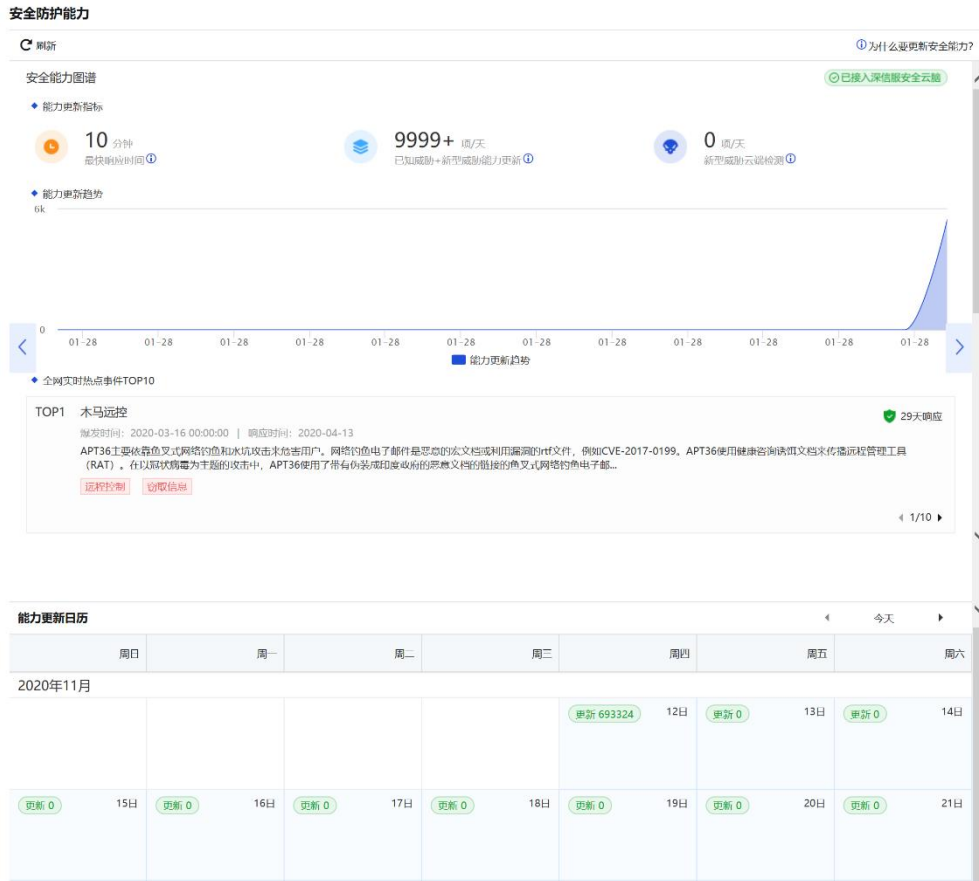 安全防护能力
刷新
为什么要更新安全能力?
安全能力图谱
已接入深信服安全云脑
能力更新指标
10 分钟
最快响应时间
9999+ 项/天
已知威胁+新型威胁能力更新
0 项/天
新型威胁云端检测
能力更新趋势
6k
0
01-28 01-28 01-28 01-28 01-28 01-28 01-28 01-28 01-28 01-28 01-28 01-28
能力更新趋势
全网实时热点事件TOP10
TOP1 木马远控
29天响应
爆发时间: 2020-03-16 00:00:00 | 响应时间: 2020-04-13
APT36主要依靠鱼叉式网络钓鱼和水坑攻击来危害用户。网络钓鱼电子邮件是恶意的宏文档或利用漏洞的rtf文件, 例如CVE-2017-0199。APT36使用健康咨询诱饵文档来传播远程管理工具
(RAT) 。在以冠状病毒为主题的攻击中, APT36使用了带有伪装成印度政府的恶意文档的链接的鱼叉式网络钓鱼电子邮...
远程控制 窃取信息
1/10
能力更新日历
今天
周日 周一 周二 周三 周四 周五 周六
2020年11月
更新 693324 12日 更新 0 13日 更新 0 14日
更新 0 15日 更新 0 16日 更新 0 17日 更新 0 18日 更新 0 19日 更新 0 20日 更新 0 21日